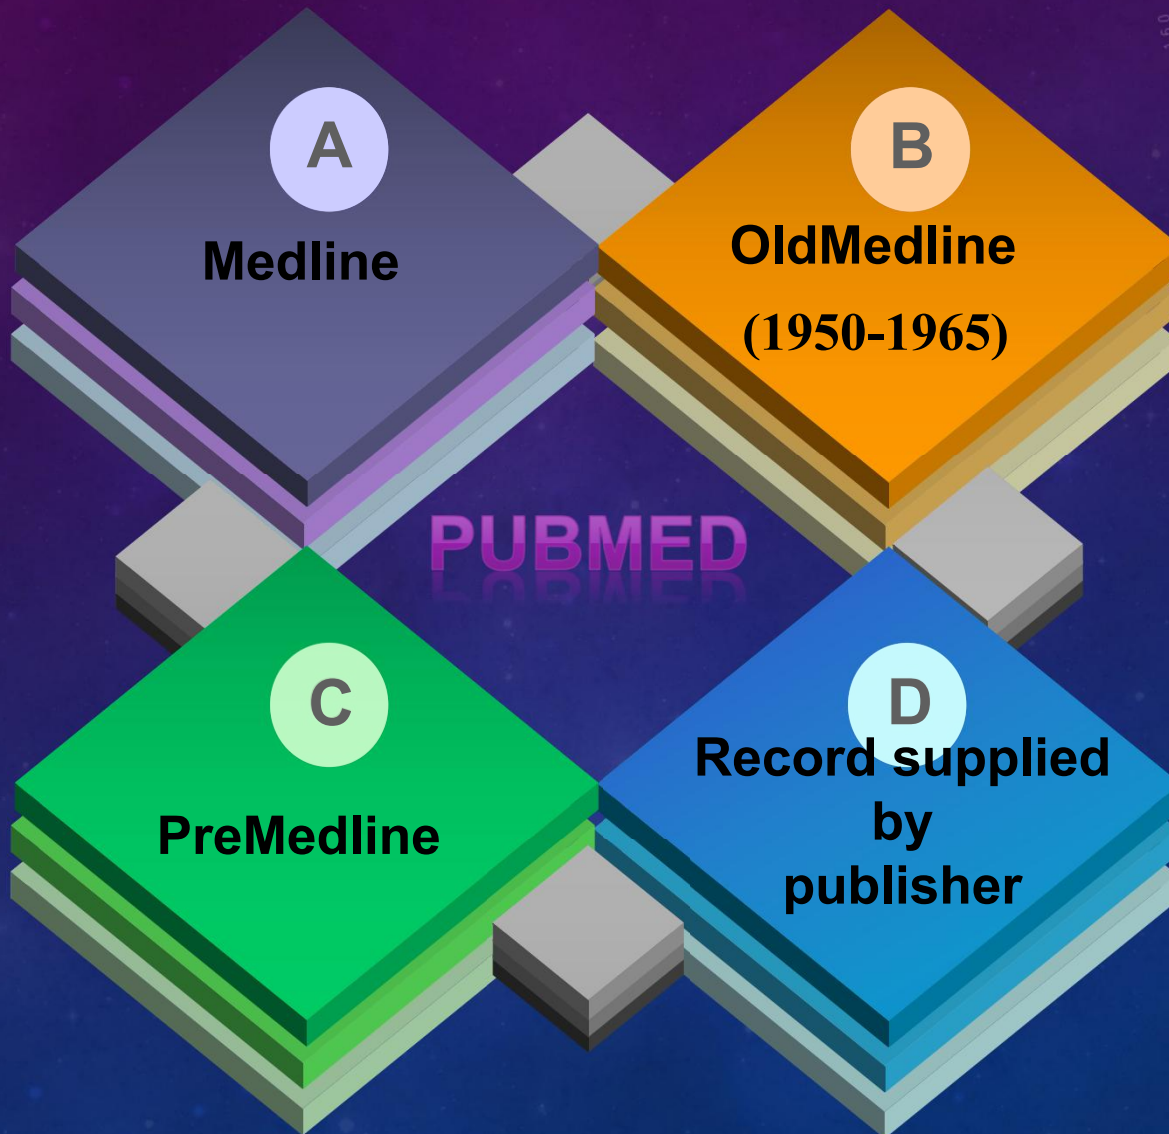 A
Medline
B
OldMedline
(1950-1965)
PUBMED
C
PreMedline
D
Record supplied
by
publisher